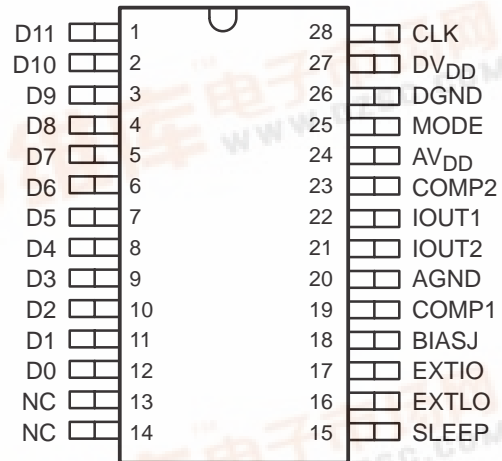 D11 1 28 CLK
D10 2 27 DVDD
D9 3 26 DGND
D8 4 25 MODE
D7 5 24 AVDD
D6 6 23 COMP2
D5 7 22 IOUT1
D4 8 21 IOUT2
D3 9 20 AGND
D2 10 19 COMP1
D1 11 18 BIASJ
D0 12 17 EXTIO
NC 13 16 EXTLO
NC 14 15 SLEEP